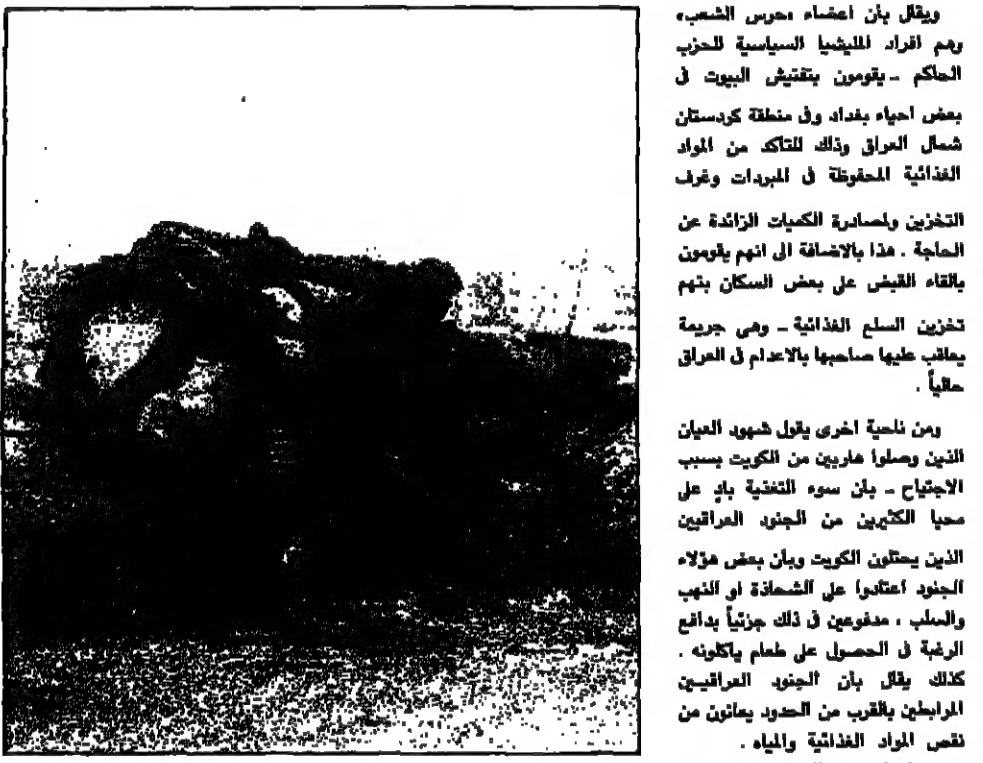 ويقال بأن اعضاء «حرس الشعب»
وهم افراد المليشيا السياسية للحزب
الحاكم ـ يقومون بتفتيش البيوت في
بعض احياء بغداد وفي منطقة كردستان
شمال العراق وذلك للتأكد من المواد
الغذائية المحفوظة في المبردات وغرف
التخزين ولمصادرة الكميات الزائدة عن
الحاجة . هذا بالاضافة الى انهم يقومون
بالقاء القبض على بعض السكان بتهم
تخزين السلع الغذائية ـ وهي جريمة
يعاقب عليها صاحبها بالاعدام في العراق
حالياً .
ومن ناحية اخرى يقول شهود العيان
الذين وصلوا هاربين من الكويت بسبب
الاجتياح ـ بأن سوء التغذية بادٍ على
محيا الكثيرين من الجنود العراقيين
الذين يحتلون الكويت وبأن بعض هؤلاء
الجنود اعتادوا على الشحاذة او النهب
والسلب ، مدفوعين في ذلك جزئياً بدافع
الرغبة في الحصول على طعام ياكلونه .
كذلك يقال بأن الجنود العراقيين
المرابطين بالقرب من الحدود يعانون من
نقص المواد الغذائية والمياه .